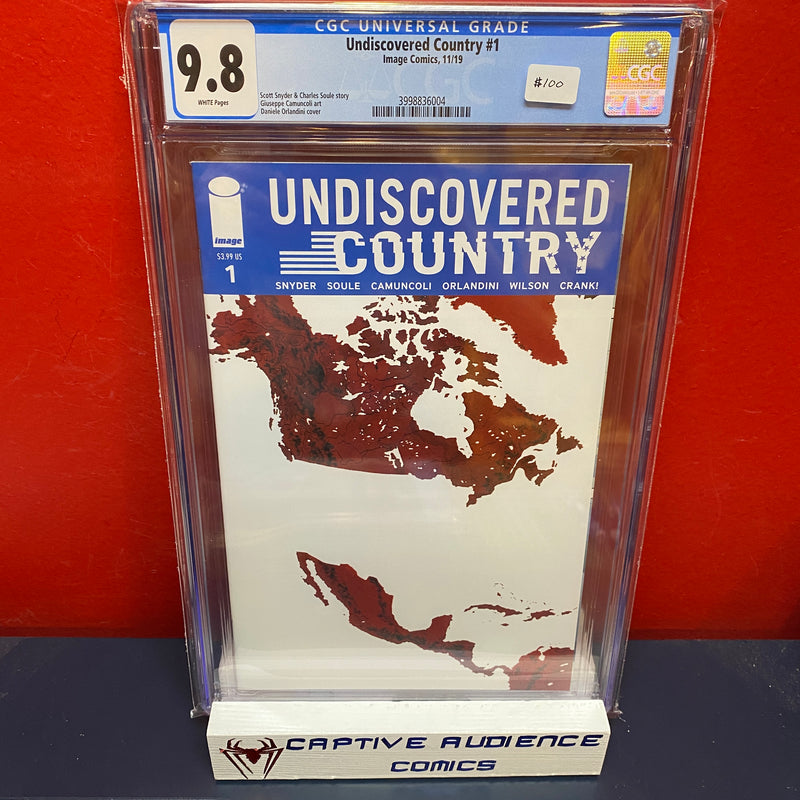 CGC UNIVERSAL GRADE
9.8
WHITE Pages
Undiscovered Country #1
Image Comics, 11/19
Scott Snyder & Charles Soule story
Giuseppe Camuncoli art
Daniele Orlandini cover
3998836004
$100
CGC
image
$3.99 US
1
UNDISCOVERED
COUNTRY
SNYDER SOULE CAMUNCOLI ORLANDINI WILSON CRANK!
CAPTIVE AUDIENCE
COMICS